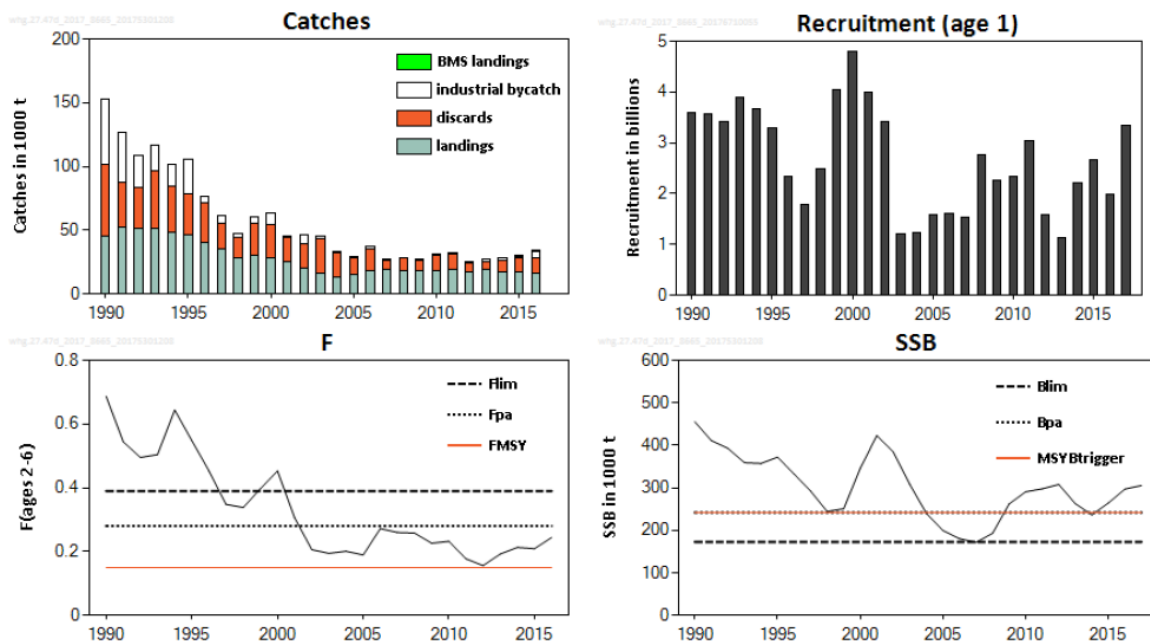 whg.27.47d_2017_8665_20175301208
Catches
Catches in 1000 t
200
150
100
50
0
BMS landings
industrial bycatch
discards
landings
1990
1995
2000
2005
2010
2015
Recruitment (age 1)
Recruitment in billions
5
4
3
2
1
0
1990
1995
2000
2005
2010
2015
F
F(ages 2-6)
0.8
0.6
0.4
0.2
0
Flim
Fpa
FMSY
1990
1995
2000
2005
2010
2015
SSB
SSB in 1000 t
600
500
400
300
200
100
0
Blim
Bpa
MSYBtrigger
1990
1995
2000
2005
2010
2015